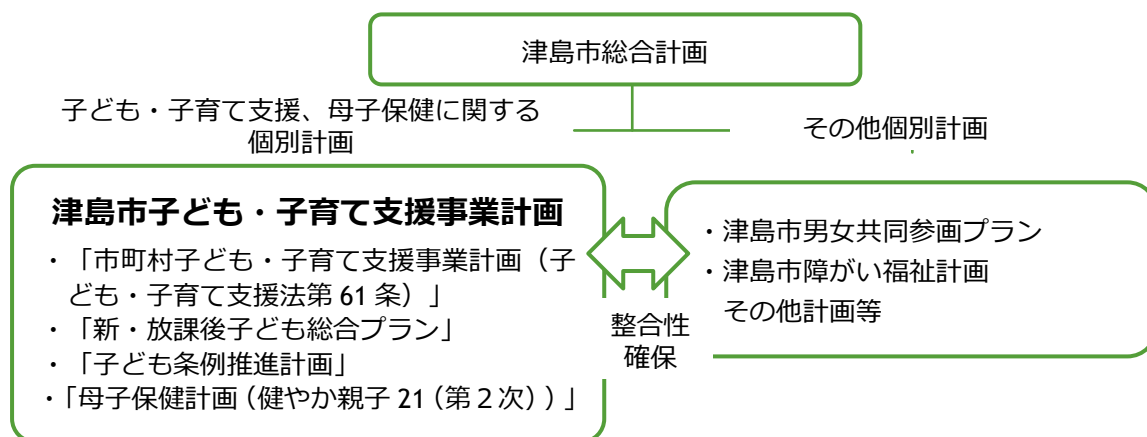 津島市総合計画
子ども・子育て支援、母子保健に関する
個別計画
その他個別計画
津島市子ども・子育て支援事業計画
・「市町村子ども・子育て支援事業計画（子
ども・子育て支援法第 61 条）」
・「新・放課後子ども総合プラン」
・「子ども条例推進計画」
・「母子保健計画（健やか親子 21（第２次））」
整合性
確保
・津島市男女共同参画プラン
・津島市障がい福祉計画
その他計画等